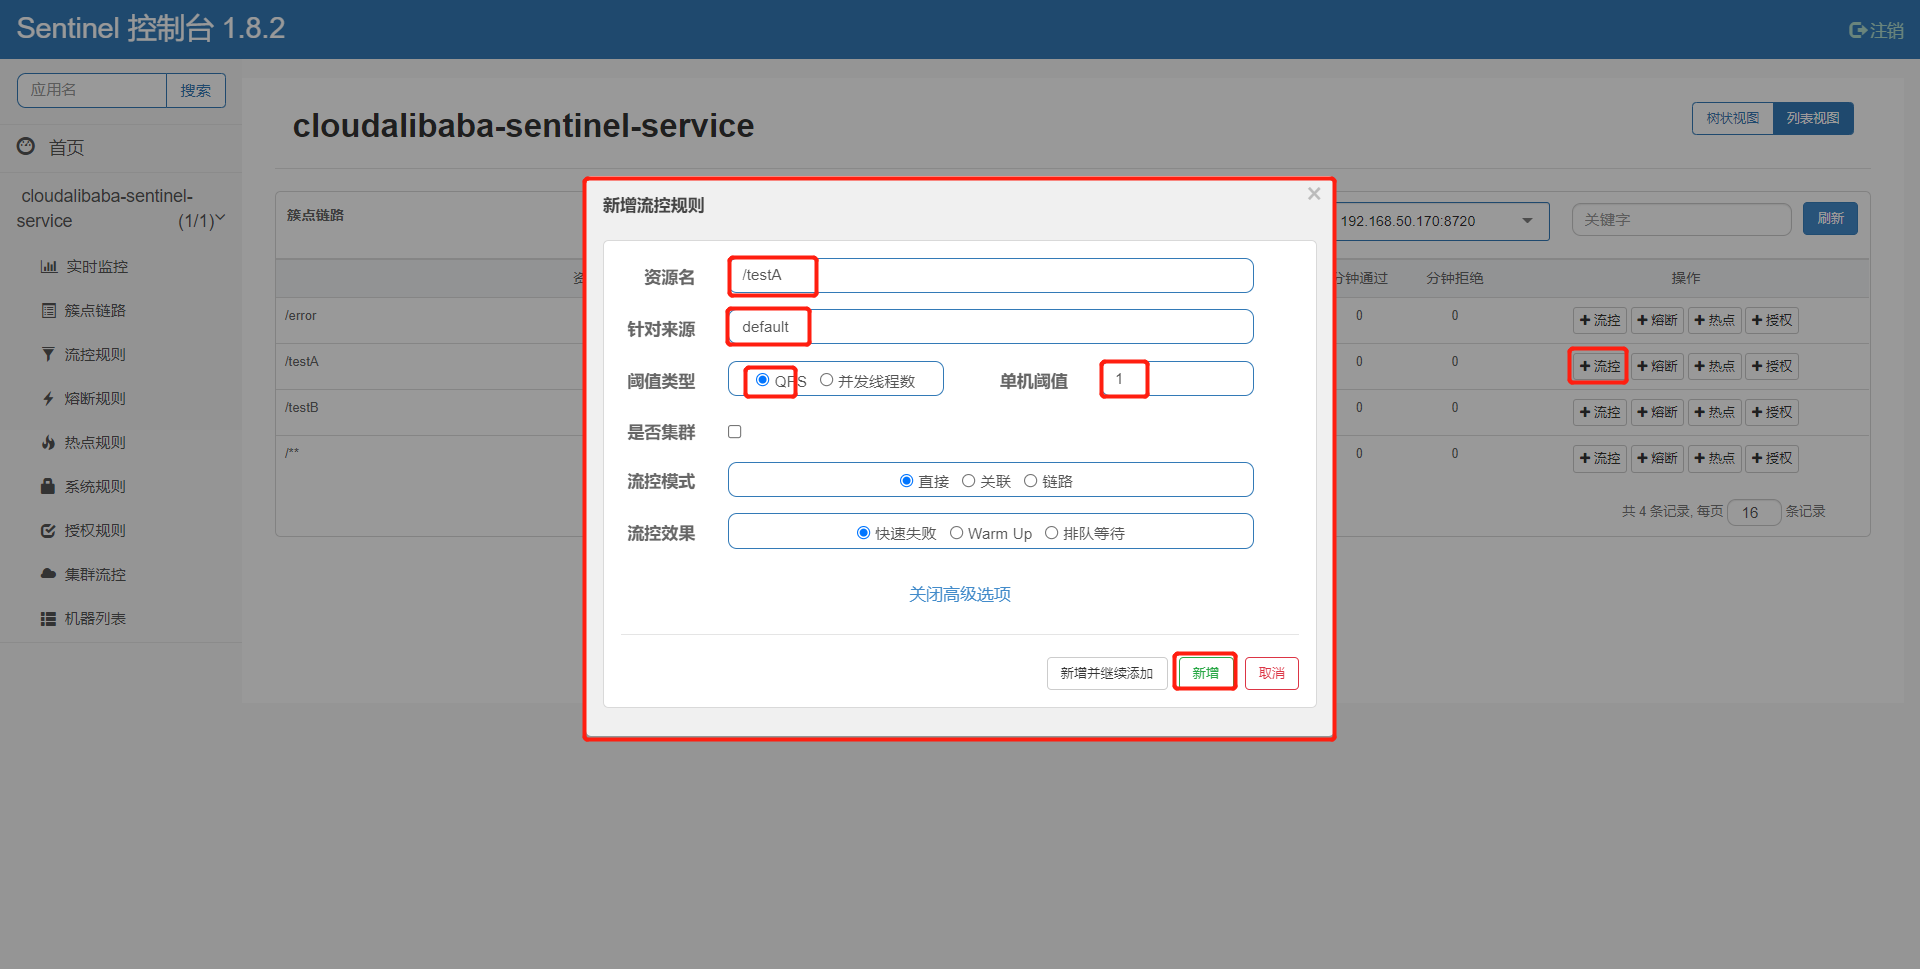 Sentinel 控制台 1.8.2
注销
应用名
搜索
首页
cloudalibaba-sentinel-
service (1/1)
实时监控
簇点链路
流控规则
熔断规则
热点规则
系统规则
授权规则
集群流控
机器列表
cloudalibaba-sentinel-service
树状视图
列表视图
簇点链路
192.168.50.170:8720
关键字
刷新
分钟通过 分钟拒绝 操作
/error 0 0 流控 熔断 热点 授权
/testA 0 0 流控 熔断 热点 授权
/testB 0 0 流控 熔断 热点 授权
/** 0 0 流控 熔断 热点 授权
共 4 条记录, 每页 16 条记录
新增流控规则
×
资源名 /testA
针对来源 default
阈值类型 QPS 并发线程数 单机阈值 1
是否集群
流控模式 直接 关联 链路
流控效果 快速失败 Warm Up 排队等待
关闭高级选项
新增并继续添加 新增 取消